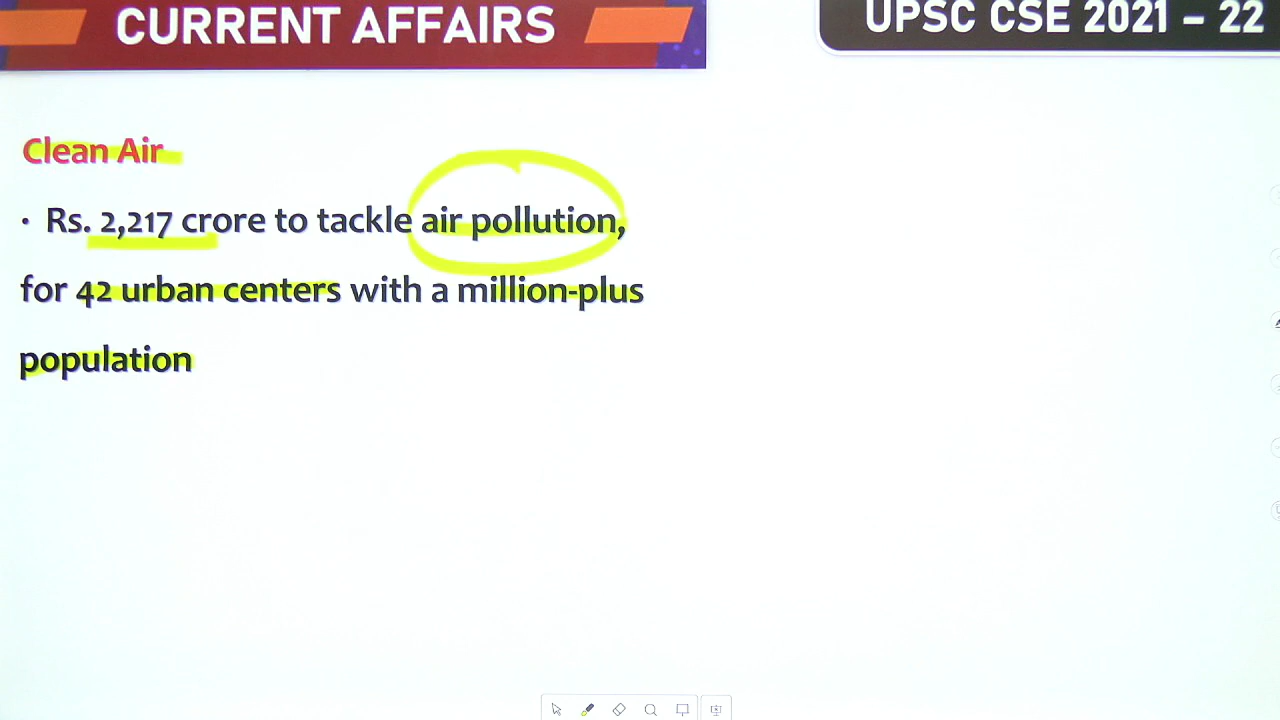 CURRENT AFFAIRS
UPSC CSE 2021 – 22
Clean Air
• Rs. 2,217 crore to tackle air pollution,
for 42 urban centers with a million-plus
population